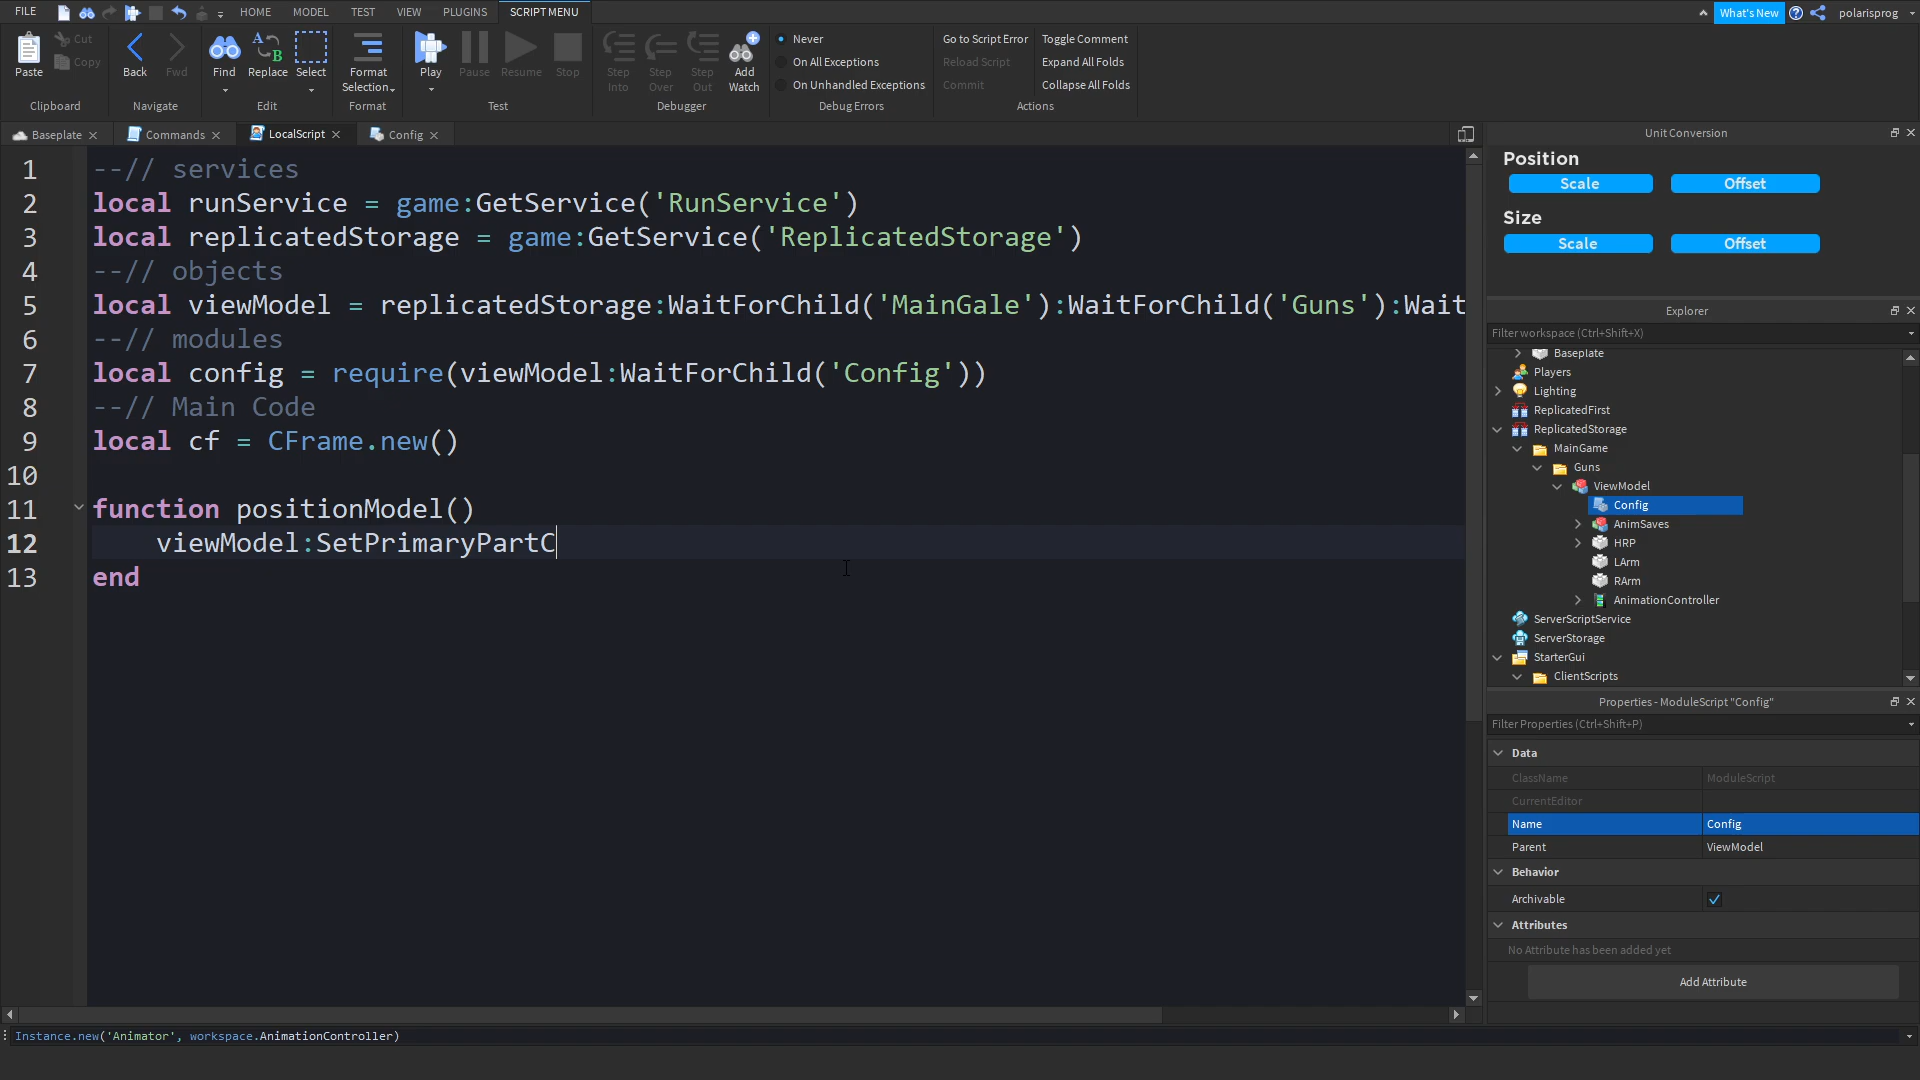 FILE HOME MODEL TEST VIEW PLUGINS SCRIPT MENU What's New polarisprog
Paste Cut Copy Clipboard
Back Fwd Navigate
Find Replace Select Edit
Format Selection Format
Play Pause Resume Stop Test
Step Into Step Over Step Out Add Watch Debugger
Never
On All Exceptions
On Unhandled Exceptions
Debug Errors
Go to Script Error Toggle Comment
Reload Script Expand All Folds
Commit Collapse All Folds
Actions
Baseplate Commands LocalScript Config
1 --// services
2 local runService = game:GetService('RunService')
3 local replicatedStorage = game:GetService('ReplicatedStorage')
4 --// objects
5 local viewModel = replicatedStorage:WaitForChild('MainGale'):WaitForChild('Guns'):Wait
6 --// modules
7 local config = require(viewModel:WaitForChild('Config'))
8 --// Main Code
9 local cf = CFrame.new()
10
11 function positionModel()
12 viewModel:SetPrimaryPartC
13 end
Instance.new('Animator', workspace.AnimationController)
Unit Conversion
Position
Scale Offset
Size
Scale Offset
Explorer
Filter workspace (Ctrl+Shift+X)
Baseplate
Players
Lighting
ReplicatedFirst
ReplicatedStorage
MainGame
Guns
ViewModel
Config
AnimSaves
HRP
LArm
RArm
AnimationController
ServerScriptService
ServerStorage
StarterGui
ClientScripts
Properties - ModuleScript "Config"
Filter Properties (Ctrl+Shift+P)
Data
ClassName ModuleScript
CurrentEditor
Name Config
Parent ViewModel
Behavior
Archivable
Attributes
No Attribute has been added yet
Add Attribute